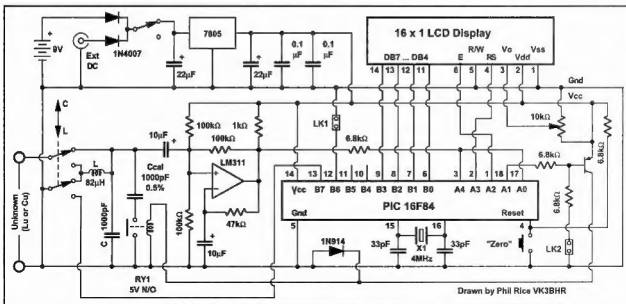 7805
16 x 1 LCD Display
9V
Ext DC
1N4007
22µF
22µF
0.1 µF
0.1 µF
DB7 ... DB4
E
R/W
RS
Vo
Vdd
Vss
14 13 12 11 6 5 4 3 2 1
Gnd
Vcc
C
L
10µF
100kΩ
1kΩ
100kΩ
LM311
LK1
6.8kΩ
10kΩ
6.8kΩ
6.8kΩ
6.8kΩ
Unknown (Lu or Cu)
L
82µH
Ccal
1000pF
0.5%
1000pF
C
100kΩ
47kΩ
10µF
14 13 12 11 10 9 8 7 6 3 2 1 18 17
Vcc B7 B6 B5 B4 B3 B2 B1 B0 A4 A3 A2 A1 A0
PIC 16F84
Gnd
Reset
5 15 16 4
RY1
5V N/O
1N914
33pF
X1
4MHz
33pF
"Zero"
LK2
Drawn by Phil Rice VK3BHR